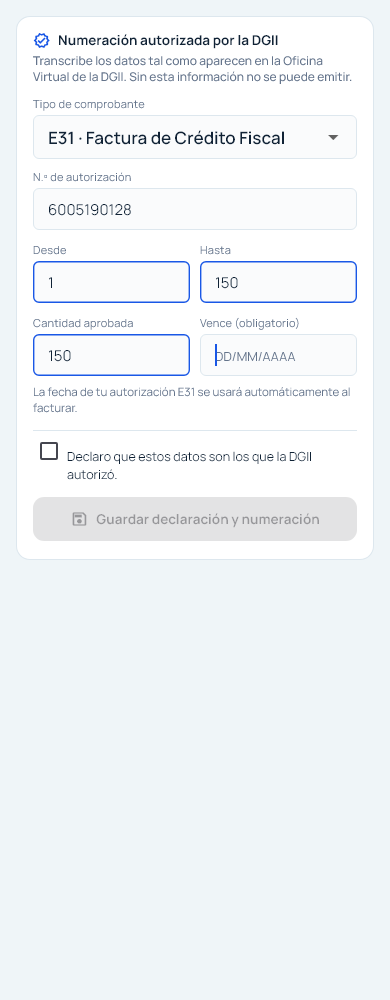 Numeración autorizada por la DGII
Transcribe los datos tal como aparecen en la Oficina
Virtual de la DGII. Sin esta información no se puede emitir.
Tipo de comprobante
E31 · Factura de Crédito Fiscal
N.º de autorización
6005190128
Desde
Hasta
1
150
Cantidad aprobada
Vence (obligatorio)
150
DD/MM/AAAA
La fecha de tu autorización E31 se usará automáticamente al
facturar.
Declaro que estos datos son los que la DGII
autorizó.
Guardar declaración y numeración